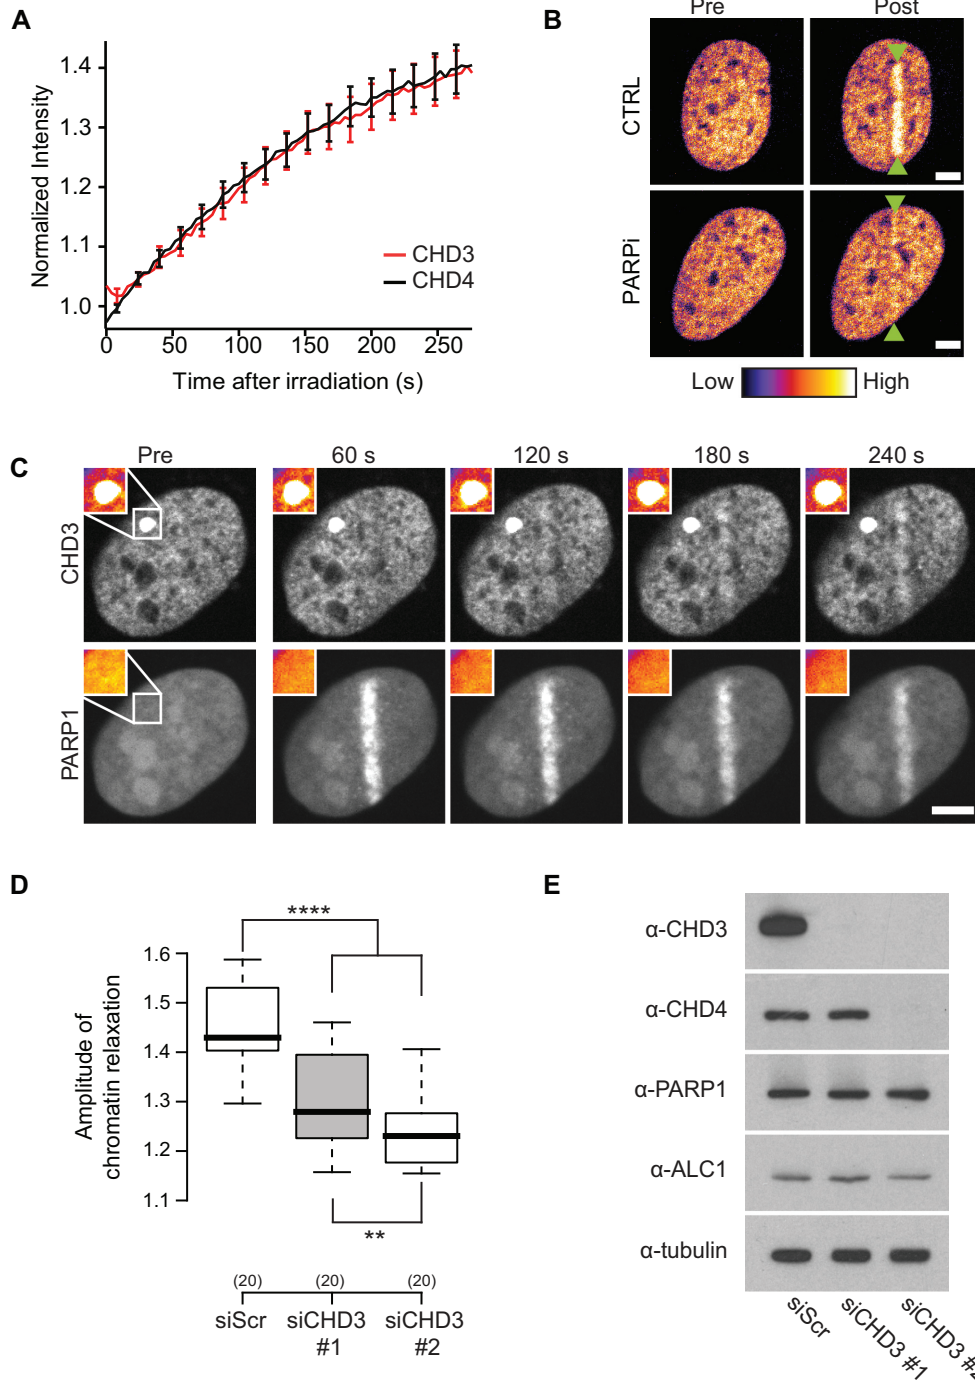 A
Normalized Intensity
1.4
1.3
1.2
1.1
1.0
CHD3
CHD4
0
50
100
150
200
250
Time after irradiation (s)
B
Pre
Post
CTRL
PARPi
Low
High
C
Pre
60 s
120 s
180 s
240 s
CHD3
PARP1
D
****
Amplitude of
chromatin relaxation
1.6
1.5
1.4
1.3
1.2
1.1
**
(20)
(20)
(20)
siScr
siCHD3
#1
siCHD3
#2
E
α-CHD3
α-CHD4
α-PARP1
α-ALC1
α-tubulin
siScr
siCHD3 #1
siCHD3 #2